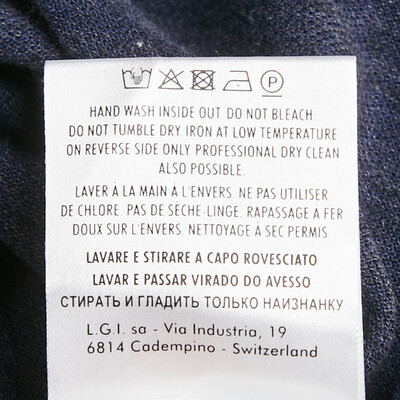 P
HAND WASH INSIDE OUT. DO NOT BLEACH.
DO NOT TUMBLE DRY. IRON AT LOW TEMPERATURE
ON REVERSE SIDE ONLY. PROFESSIONAL DRY CLEAN
ALSO POSSIBLE.
LAVER À LA MAIN À L'ENVERS. NE PAS UTILISER
DE CHLORE. PAS DE SÈCHE-LINGE. RAPASSAGE À FER
DOUX SUR L'ENVERS. NETTOYAGE À SEC PERMIS.
LAVARE E STIRARE A CAPO ROVESCIATO
LAVAR E PASSAR VIRADO DO AVESSO
СТИРАТЬ И ГЛАДИТЬ ТОЛЬКО НАИЗНАНКУ
L.G.I. sa - Via Industria, 19
6814 Cadempino - Switzerland